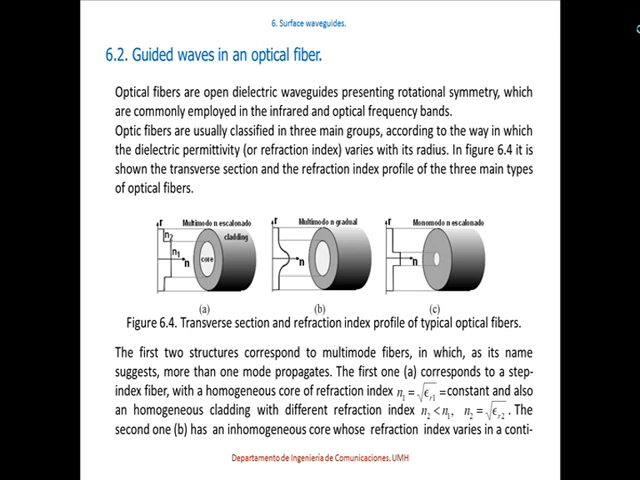 6. Surface waveguides.
6.2. Guided waves in an optical fiber.
Optical fibers are open dielectric waveguides presenting rotational symmetry, which
are commonly employed in the infrared and optical frequency bands.
Optic fibers are usually classified in three main groups, according to the way in which
the dielectric permittivity (or refraction index) varies with its radius. In figure 6.4 it is
shown the transverse section and the refraction index profile of the three main types
of optical fibers.
r Multimodo n escalonado
n₂ cladding
n₁ core
n
(a)
r Multimodo n gradual
n
(b)
r Monomodo n escalonado
n
(c)
Figure 6.4. Transverse section and refraction index profile of typical optical fibers.
The first two structures correspond to multimode fibers, in which, as its name
suggests, more than one mode propagates. The first one (a) corresponds to a step-
index fiber, with a homogeneous core of refraction index n₁ = √ϵᵣ₁ =constant and also
an homogeneous cladding with different refraction index n₂ < n₁, n₂ = √ϵᵣ₂. The
second one (b) has an inhomogeneous core whose refraction index varies in a conti-
Departamento de Ingeniería de Comunicaciones. UMH